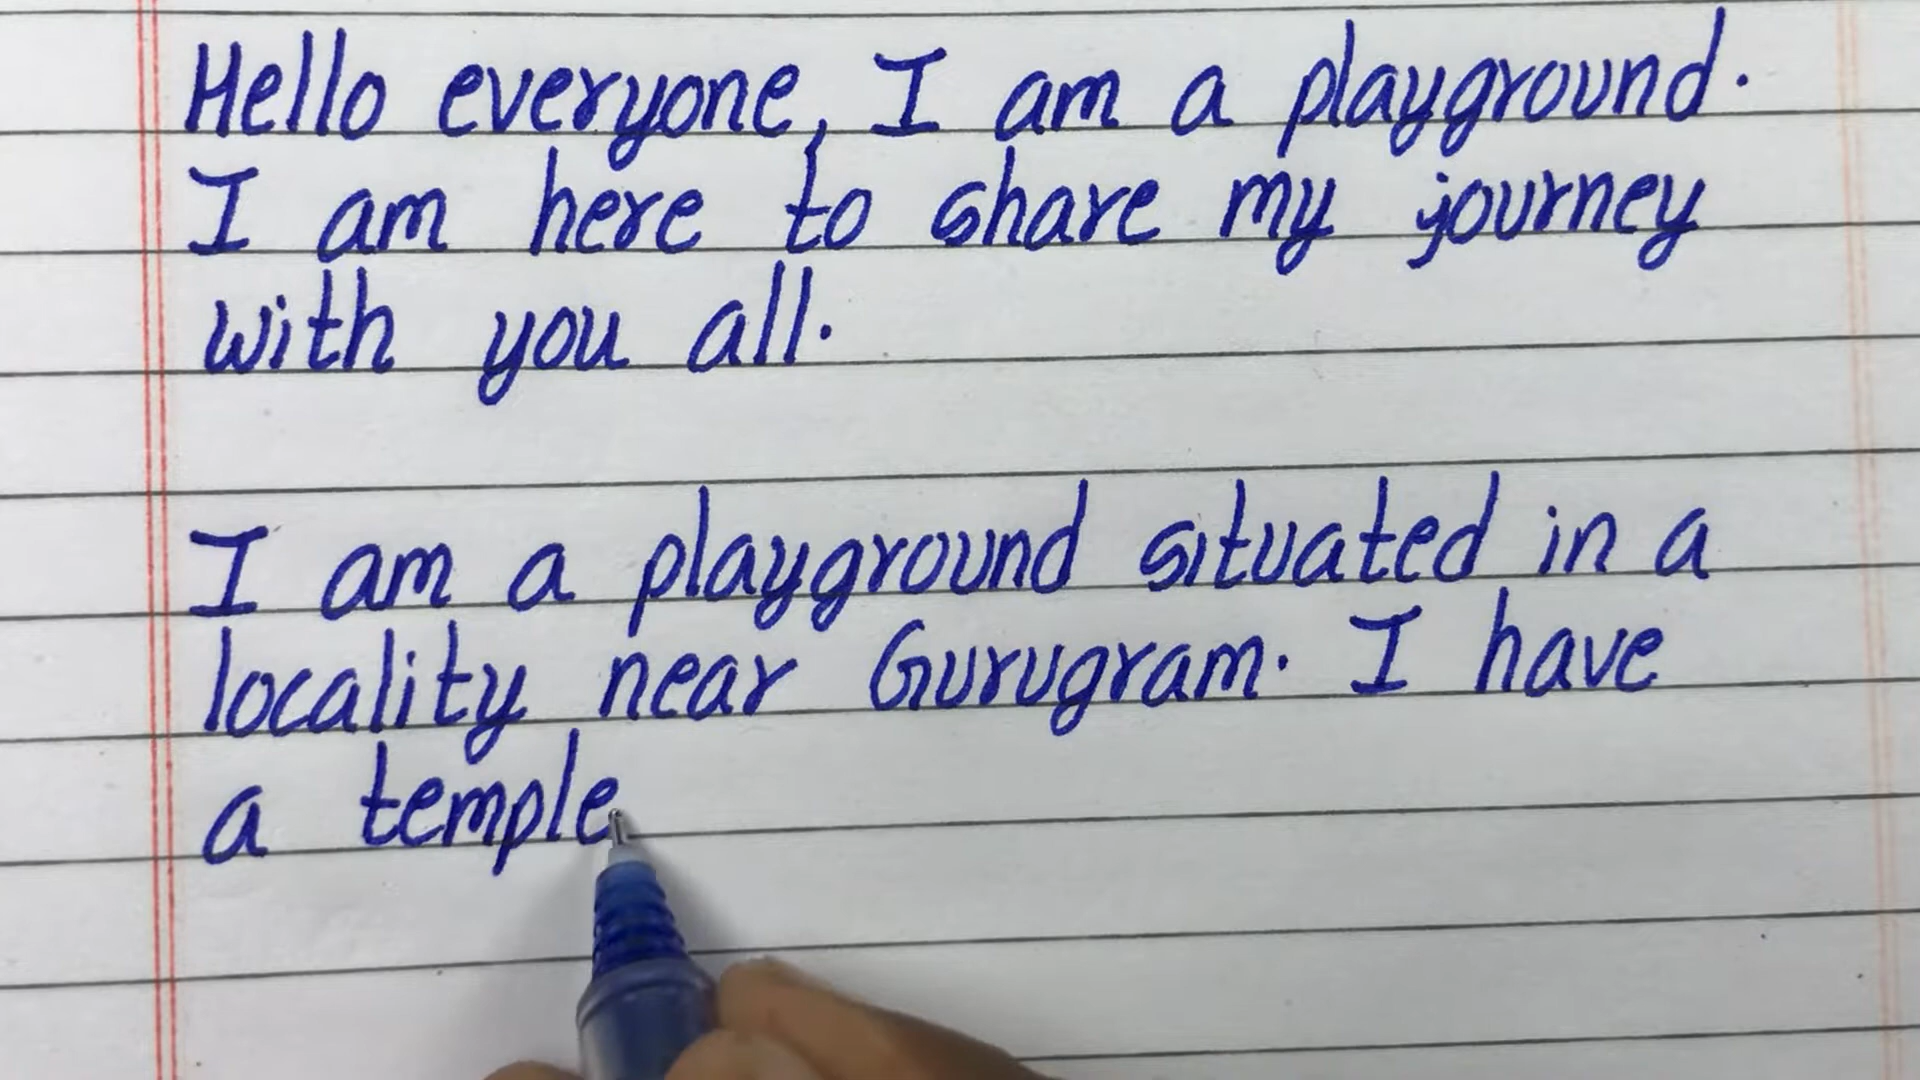 Hello everyone, I am a playground.
I am here to share my journey
with you all.
I am a playground situated in a
locality near Gurugram. I have
a temple